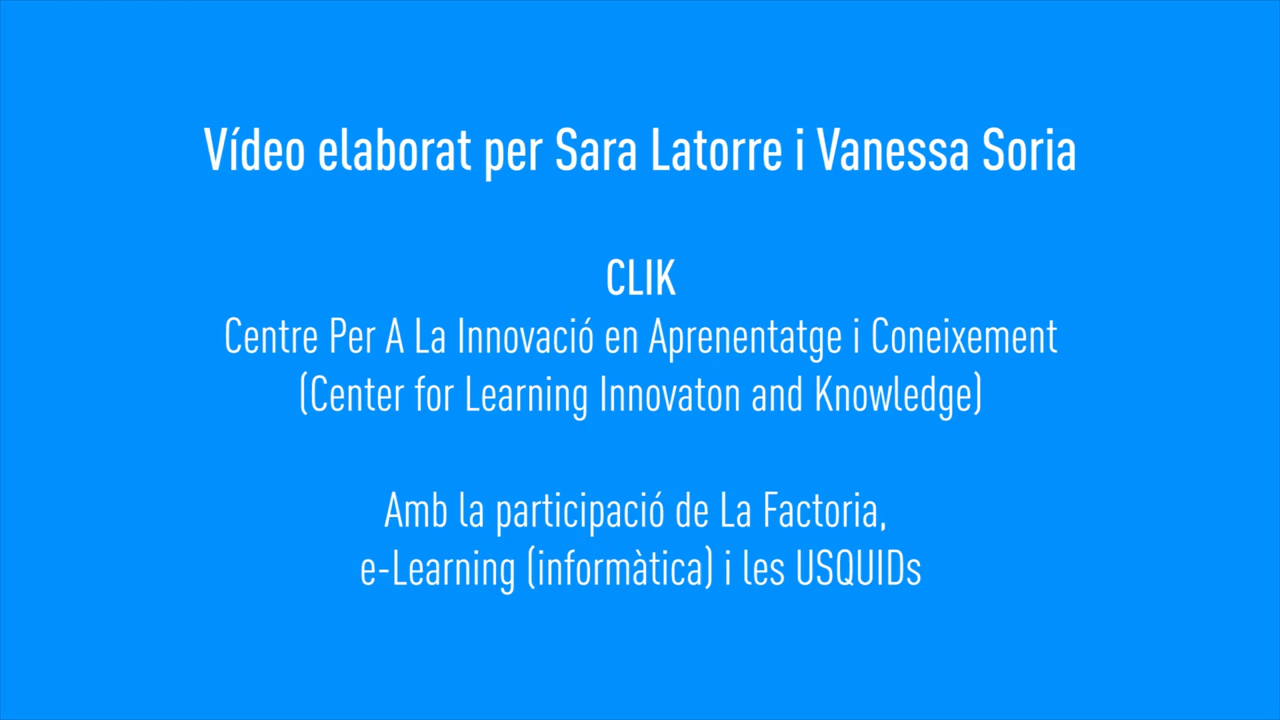 Vídeo elaborat per Sara Latorre i Vanessa Soria
CLIK
Centre Per A La Innovació en Aprenentatge i Coneixement
(Center for Learning Innovaton and Knowledge)
Amb la participació de La Factoria,
e-Learning (informàtica) i les USQUIDs